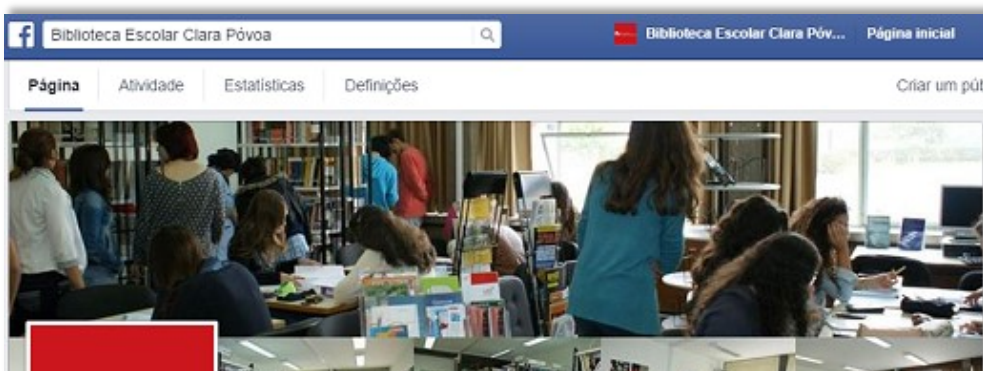 Biblioteca Escolar Clara Póvoa
Biblioteca Escolar Clara Póv... Página inicial
Página Atividade Estatísticas Definições
Criar um púb